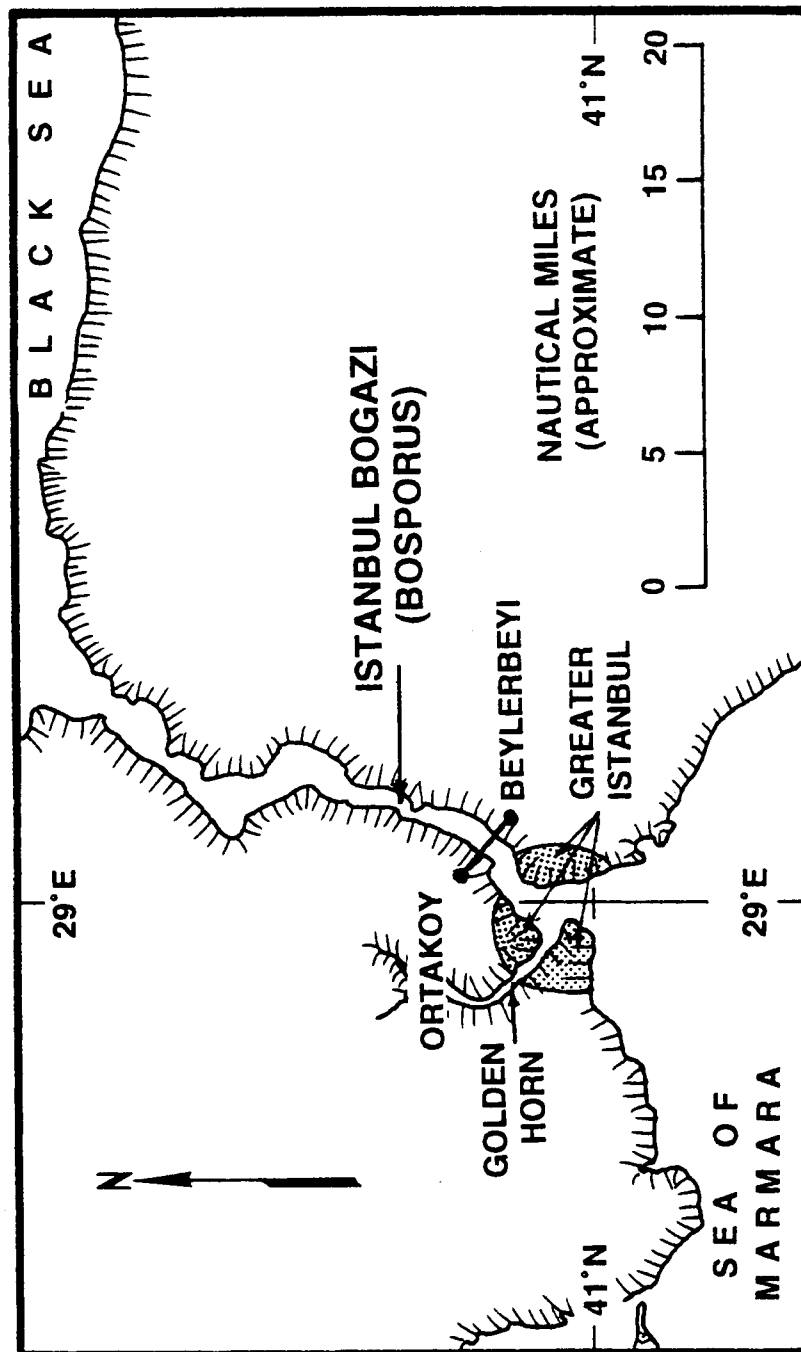 BLACK SEA
29°E
ISTANBUL BOGAZI
(BOSPORUS)
N
ORTAKOY
BEYLERBEYI
GOLDEN
HORN
GREATER
ISTANBUL
NAUTICAL MILES
(APPROXIMATE)
41°N
41°N
0 5 10 15 20
SEA OF
MARMARA
29°E